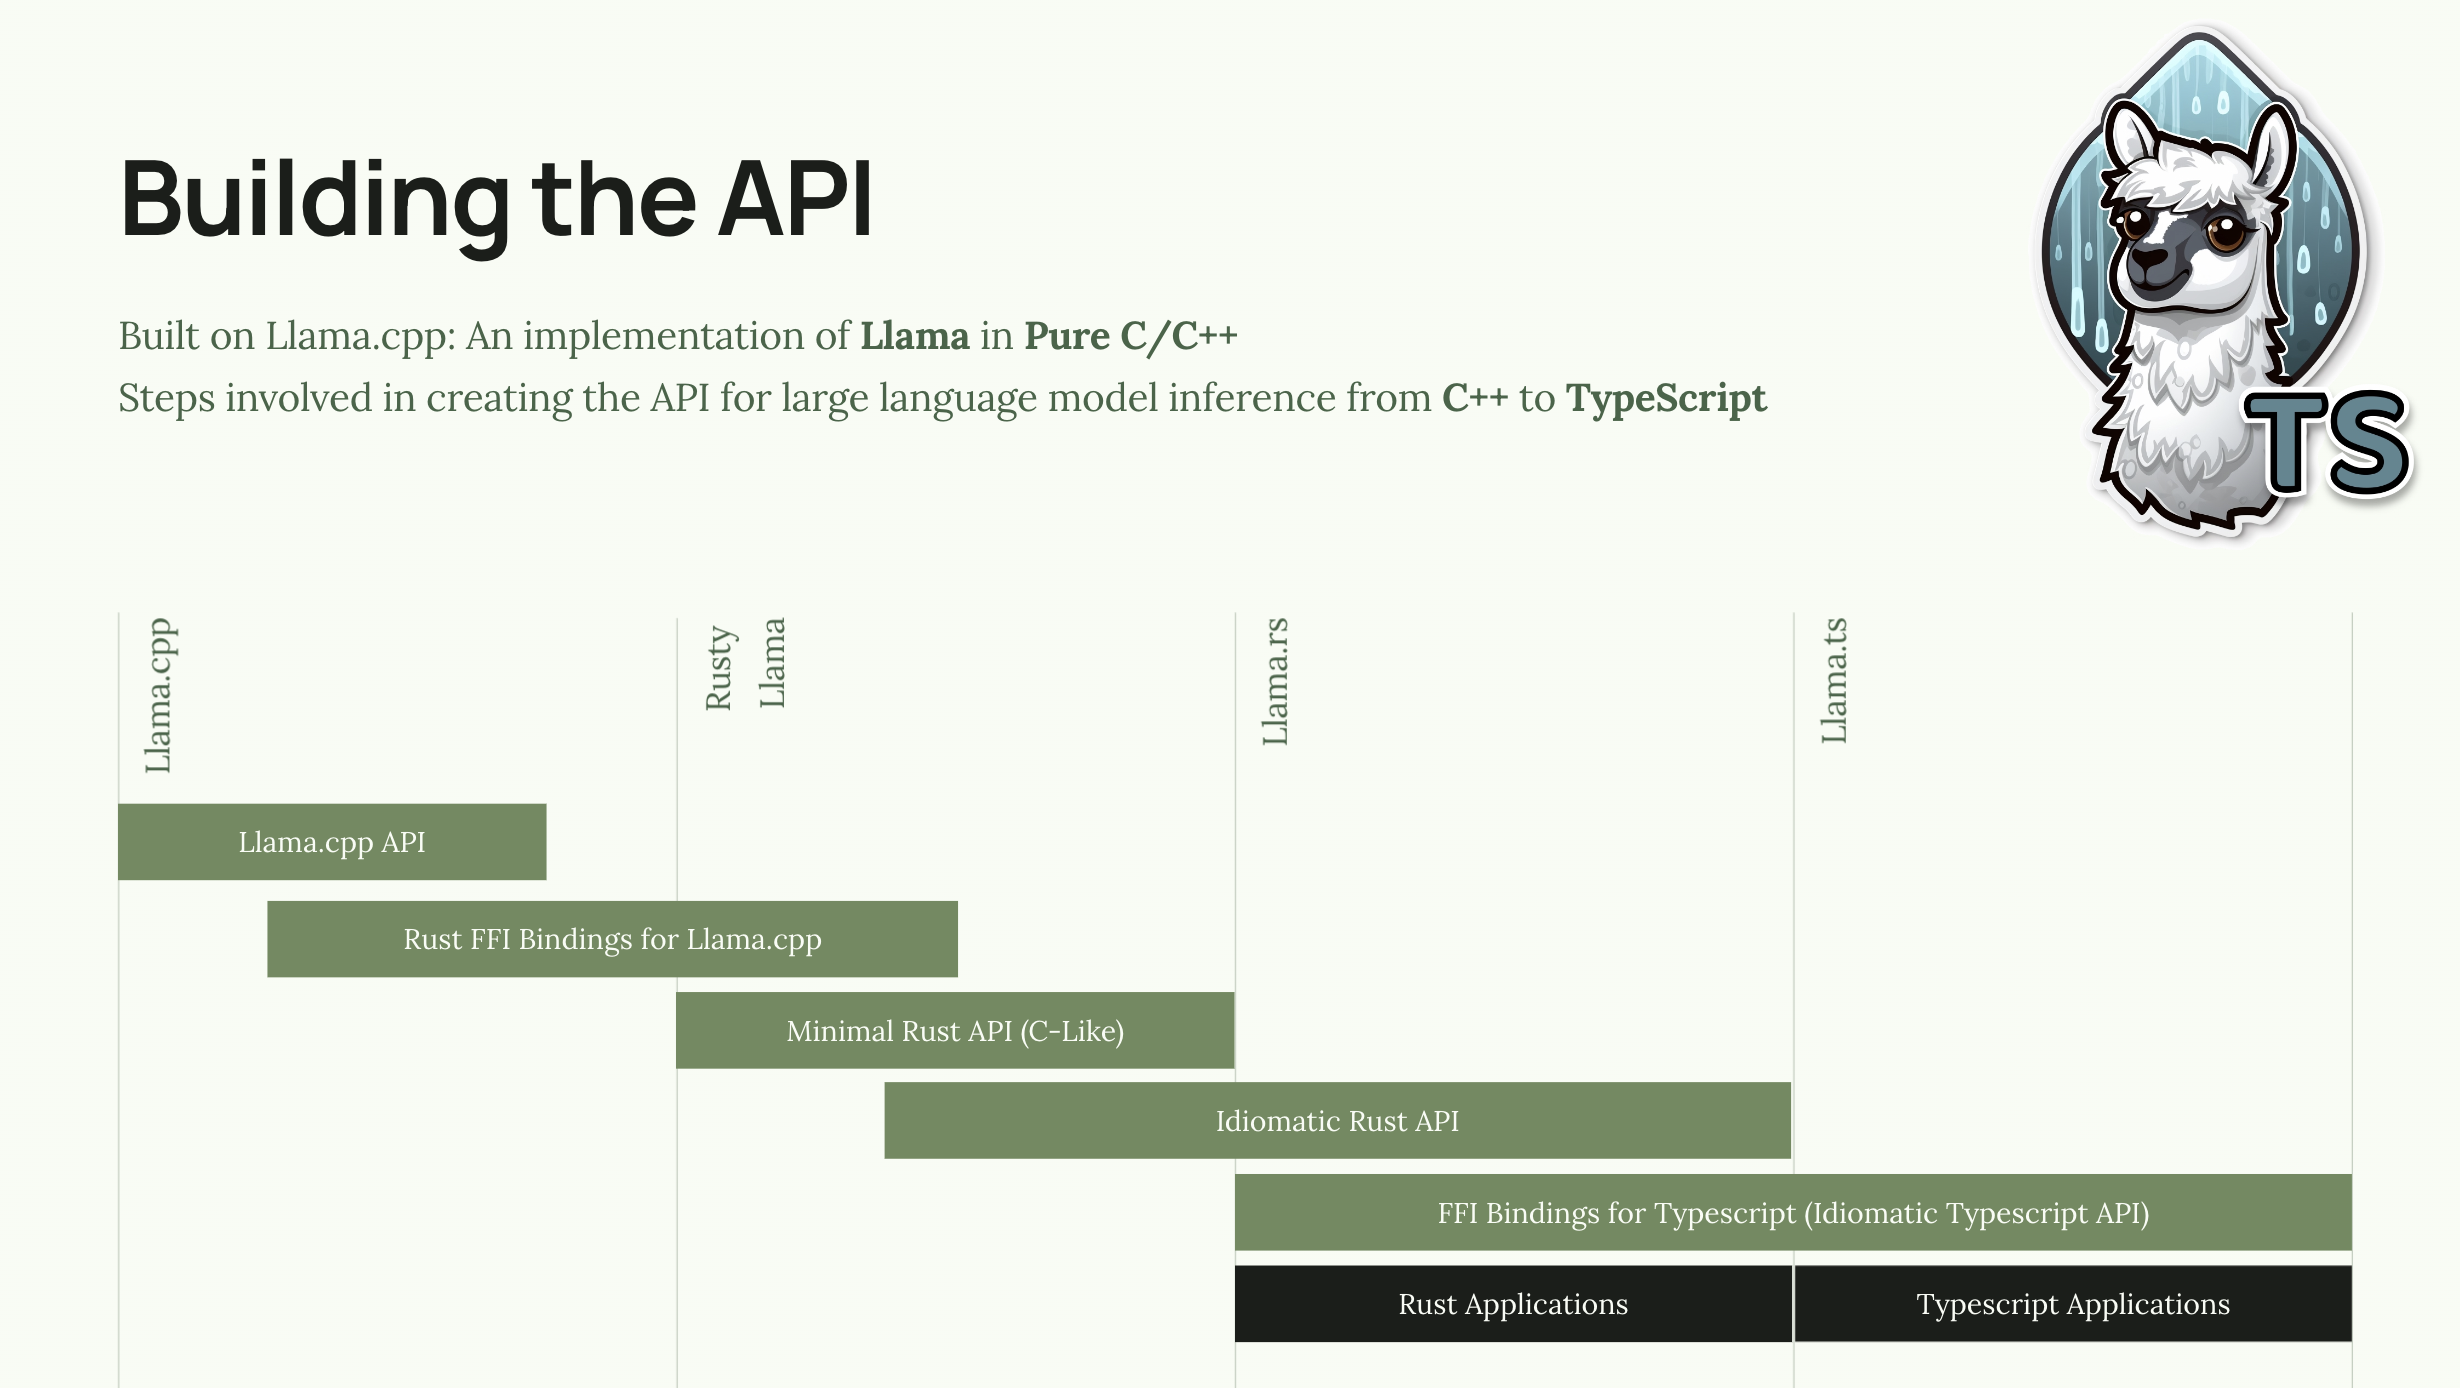 Building the API
Built on Llama.cpp: An implementation of Llama in Pure C/C++
Steps involved in creating the API for large language model inference from C++ to TypeScript
TS
Llama.cpp
Rusty
Llama
Llama.rs
Llama.ts
Llama.cpp API
Rust FFI Bindings for Llama.cpp
Minimal Rust API (C-Like)
Idiomatic Rust API
FFI Bindings for Typescript (Idiomatic Typescript API)
Rust Applications
Typescript Applications